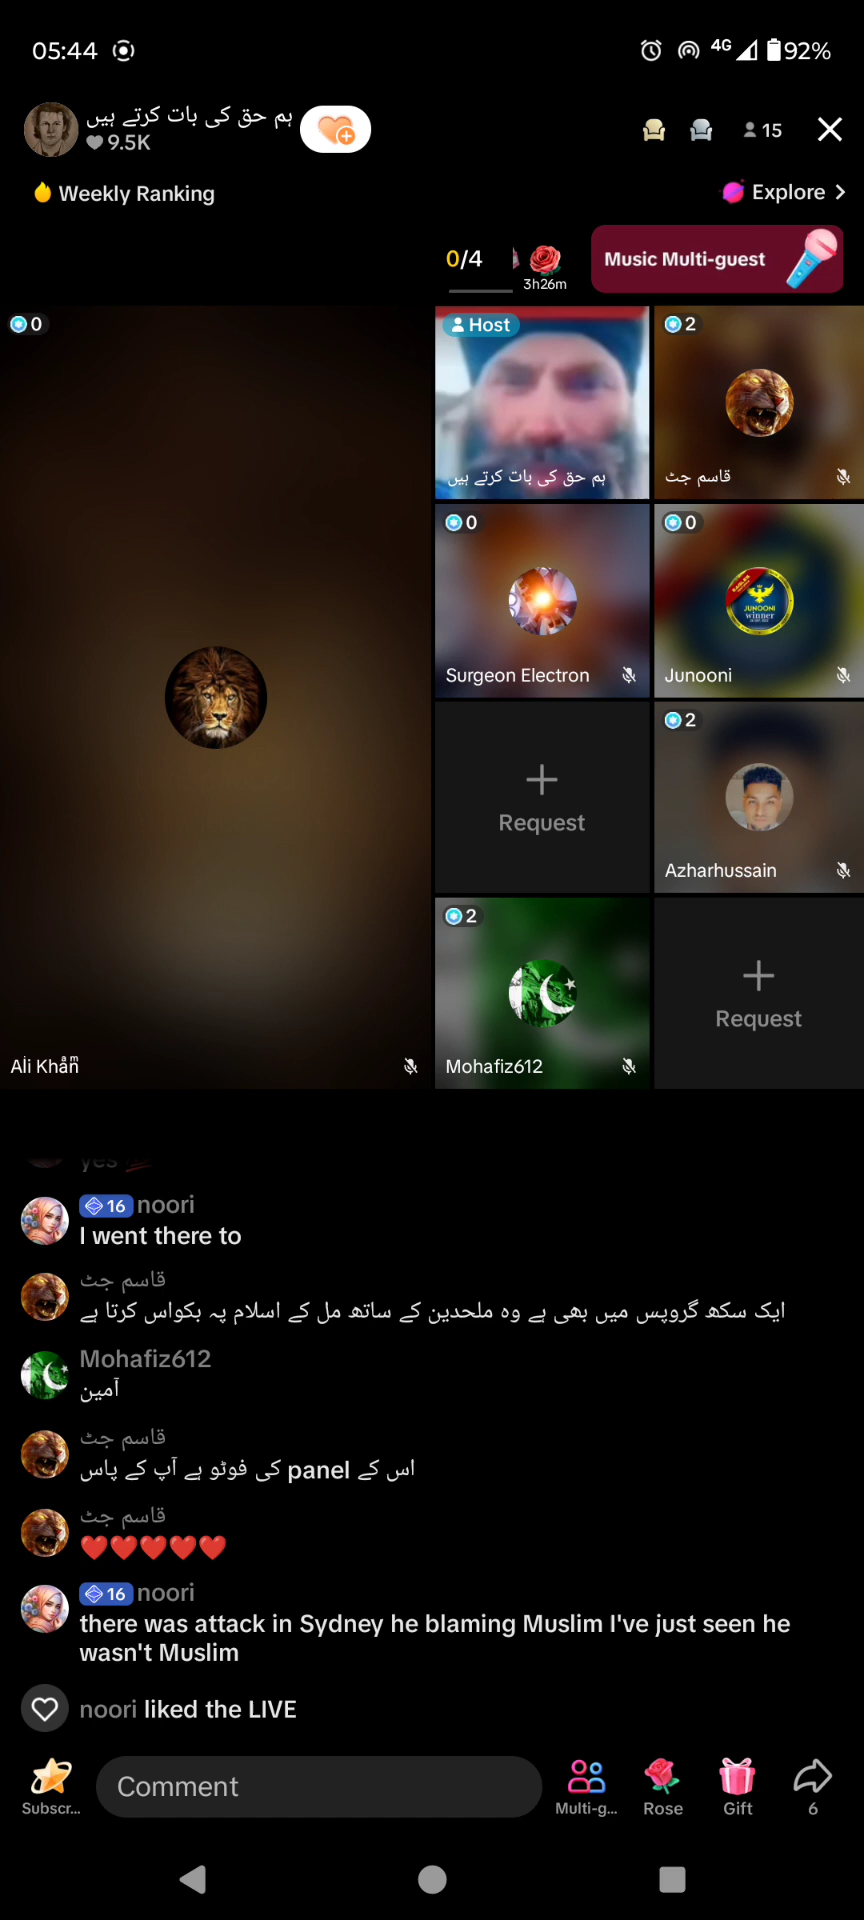 05:44
4G
92%
ہم حق کی بات کرتے ہیں
9.5K
15
Weekly Ranking
Explore
0/4
3h26m
Music Multi-guest
0
Host
ہم حق کی بات کرتے ہیں
2
قاسم جٹ
0
Surgeon Electron
0
JUNOONI
winner
Junooni
Request
2
Azharhussain
2
Mohafiz612
Request
Ali Khan
yes
16 noori
I went there to
قاسم جٹ
ایک سکھ گروپس میں بھی ہے وہ ملحدین کے ساتھ مل کے اسلام پہ بکواس کرتا ہے
Mohafiz612
آمین
قاسم جٹ
اس کے panel کی فوٹو ہے آپ کے پاس
قاسم جٹ
❤️❤️❤️❤️❤️
16 noori
there was attack in Sydney he blaming Muslim I've just seen he
wasn't Muslim
noori liked the LIVE
Comment
Subscr...
Multi-g...
Rose
Gift
6